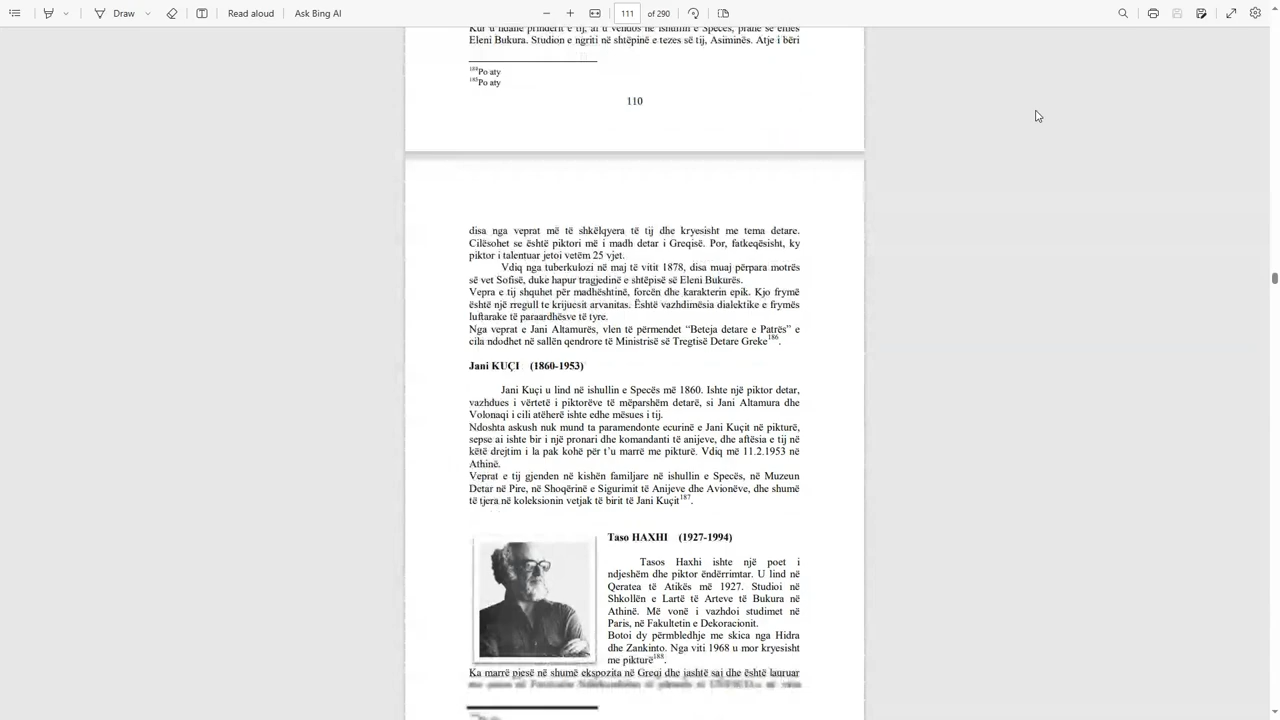 Draw
Read aloud
Ask Bing AI
111
of 290
Eleni Bukura. Studion e ngriti në shtëpinë e tezes së tij, Asiminës. Atje i bëri
184Po aty
185Po aty
110
disa nga veprat më të shkëlqyera të tij dhe kryesisht me tema detare.
Cilësohet se është piktori më i madh detar i Greqisë. Por, fatkeqësisht, ky
piktor i talentuar jetoi vetëm 25 vjet.
Vdiq nga tuberkulozi në maj të vitit 1878, disa muaj përpara motrës
së vet Sofisë, duke hapur tragjedinë e shtëpisë së Eleni Bukurës.
Vepra e tij shquhet për madhështinë, forcën dhe karakterin epik. Kjo frymë
është një rregull te krijuesit arvanitas. Është vazhdimësia dialektike e frymës
luftarake të paraardhësve të tyre.
Nga veprat e Jani Altamurës, vlen të përmendet “Beteja detare e Patrës” e
cila ndodhet në sallën qendrore të Ministrisë së Tregtisë Detare Greke186.
Jani KUÇI (1860-1953)
Jani Kuçi u lind në ishullin e Specës më 1860. Ishte një piktor detar,
vazhdues i vërtetë i piktorëve të mëparshëm detarë, si Jani Altamura dhe
Volonaqi i cili atëherë ishte edhe mësues i tij.
Ndoshta askush nuk mund ta paramendonte ecurinë e Jani Kuçit në pikturë,
sepse ai ishte bir i një pronari dhe komandanti të anijeve, dhe aftësia e tij në
këtë drejtim i la pak kohë për t’u marrë me pikturë. Vdiq më 11.2.1953 në
Athinë.
Veprat e tij gjenden në kishën familjare në ishullin e Specës, në Muzeun
Detar në Pire, në Shoqërinë e Sigurimit të Anijeve dhe Avionëve, dhe shumë
të tjera në koleksionin vetjak të birit të Jani Kuçit187.
Taso HAXHI (1927-1994)
Tasos Haxhi ishte një poet i
ndjeshëm dhe piktor ëndërrimtar. U lind në
Qeratea të Atikës më 1927. Studioi në
Shkollën e Lartë të Arteve të Bukura në
Athinë. Më vonë i vazhdoi studimet në
Paris, në Fakultetin e Dekoracionit.
Botoi dy përmbledhje me skica nga Hidra
dhe Zankinto. Nga viti 1968 u mor kryesisht
me pikturë188.
Ka marrë pjesë në shumë ekspozita në Greqi dhe jashtë saj dhe është lauruar